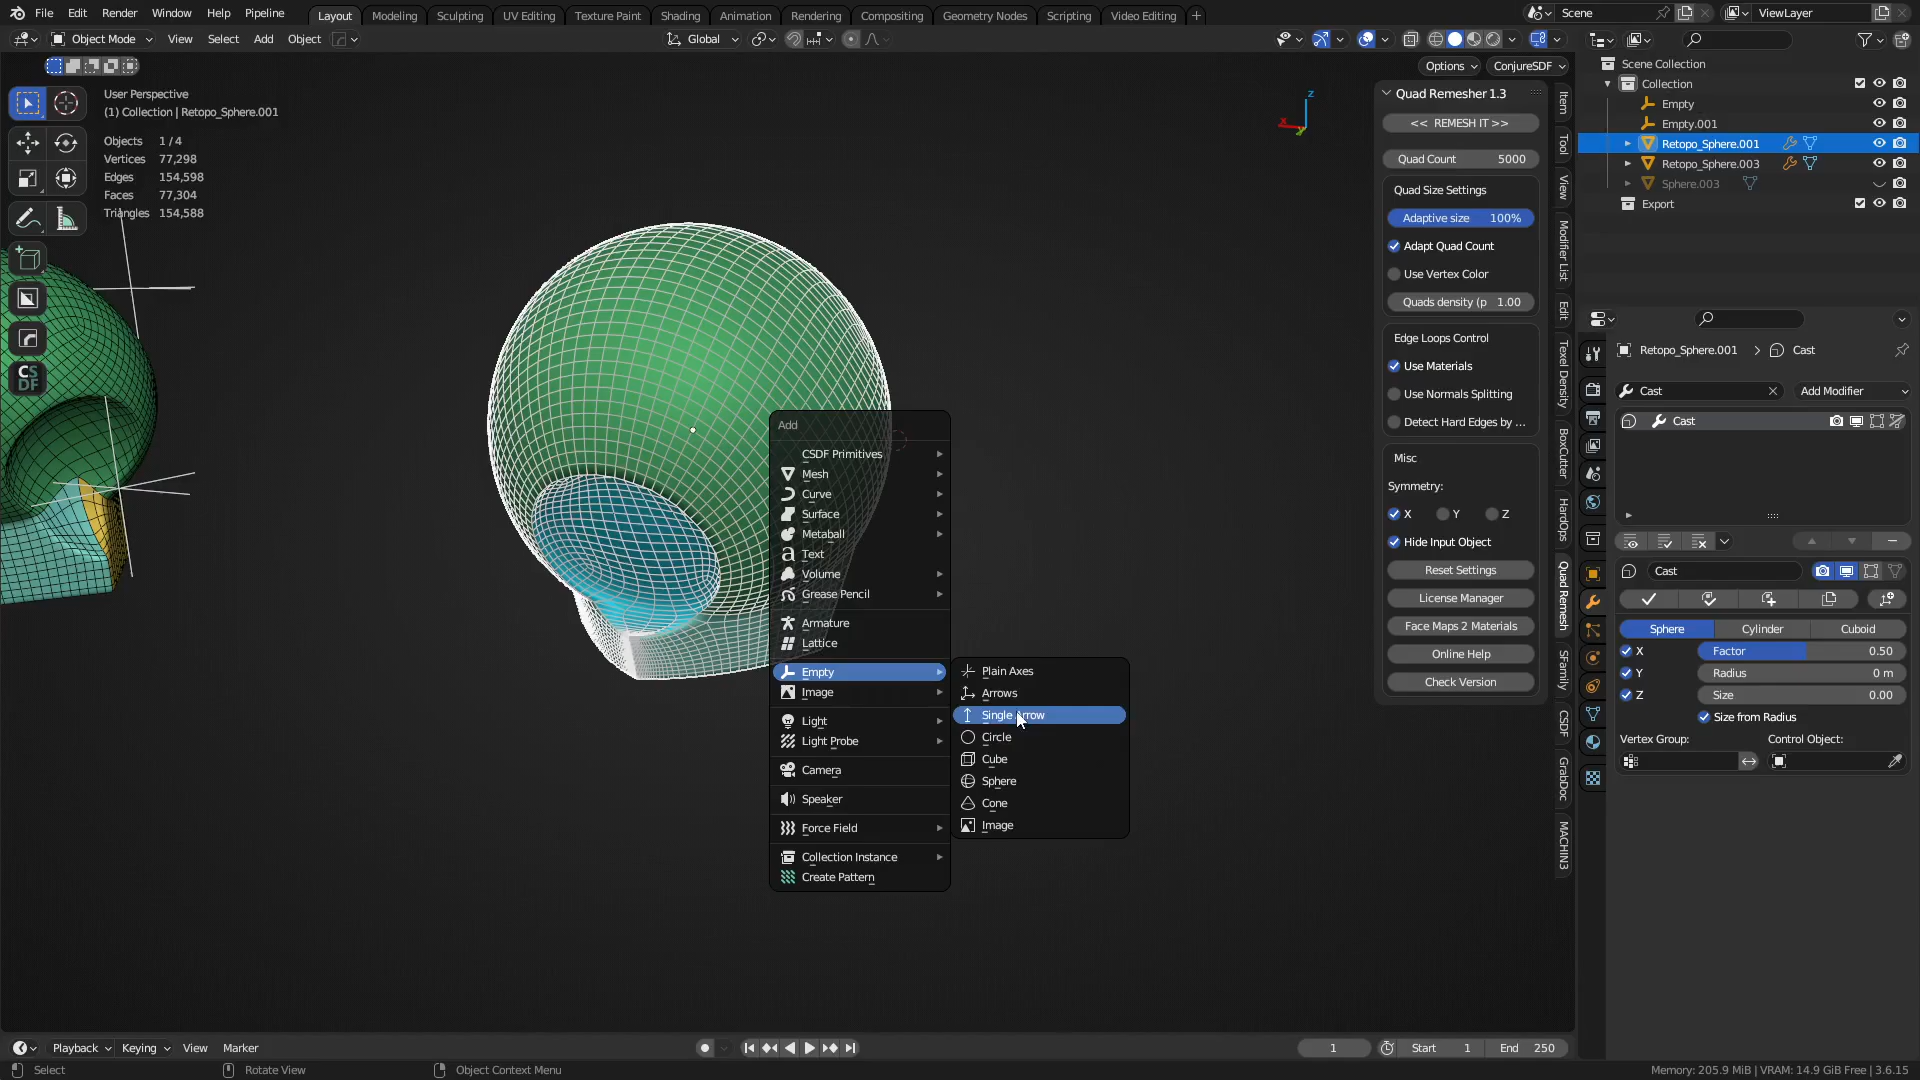 File Edit Render Window Help Pipeline
Layout Modeling Sculpting UV Editing Texture Paint Shading Animation Rendering Compositing Geometry Nodes Scripting Video Editing +
Scene ViewLayer
Object Mode View Select Add Object Global
Options ConjureSDF
User Perspective
(1) Collection | Retopo_Sphere.001
Objects 1 / 4
Vertices 77,298
Edges 154,598
Faces 77,304
Triangles 154,588
CS
DF
Z
X
Y
Add
CSDF Primitives
Mesh
Curve
Surface
Metaball
Text
Volume
Grease Pencil
Armature
Lattice
Empty
Image
Light
Light Probe
Camera
Speaker
Force Field
Collection Instance
Create Pattern
Plain Axes
Arrows
Single Arrow
Circle
Cube
Sphere
Cone
Image
Quad Remesher 1.3
<< REMESH IT >>
Quad Count 5000
Quad Size Settings
Adaptive size 100%
Adapt Quad Count
Use Vertex Color
Quads density (p 1.00
Edge Loops Control
Use Materials
Use Normals Splitting
Detect Hard Edges by ...
Misc
Symmetry:
X Y Z
Hide Input Object
Reset Settings
License Manager
Face Maps 2 Materials
Online Help
Check Version
Item
Tool
View
Modifier List
Edit
Texel Density
BoxCutter
HardOps
Quad Remesh
SFamily
CSDF
GrabDoc
MACHIN3
Scene Collection
Collection
Empty
Empty.001
Retopo_Sphere.001
Retopo_Sphere.003
Sphere.003
Export
Retopo_Sphere.001 > Cast
Cast Add Modifier
Cast
Cast
Sphere Cylinder Cuboid
X Factor 0.50
Y Radius 0 m
Z Size 0.00
Size from Radius
Vertex Group: Control Object:
Playback Keying View Marker
1 Start 1 End 250
Select Rotate View Object Context Menu
Memory: 205.9 MiB | VRAM: 14.9 GiB Free | 3.6.15